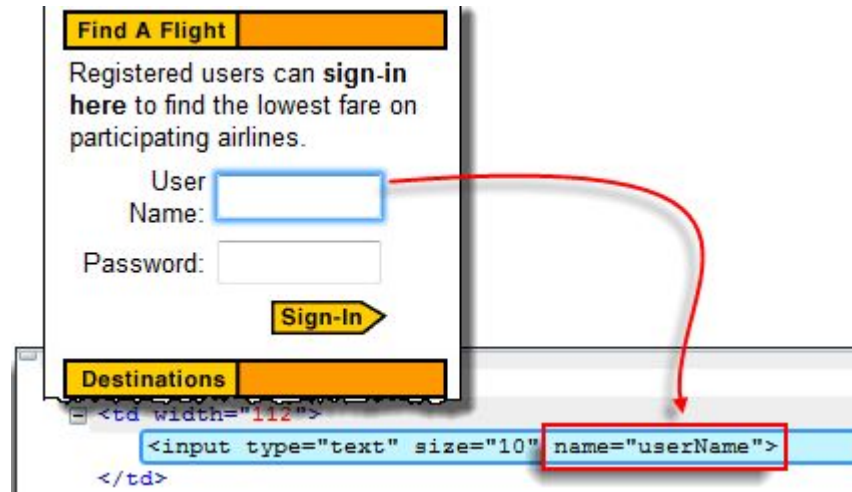 Find A Flight
Registered users can sign-in
here to find the lowest fare on
participating airlines.
User
Name:
Password:
Sign-In
Destinations
<td width="112">
<input type="text" size="10" name="userName">
</td>